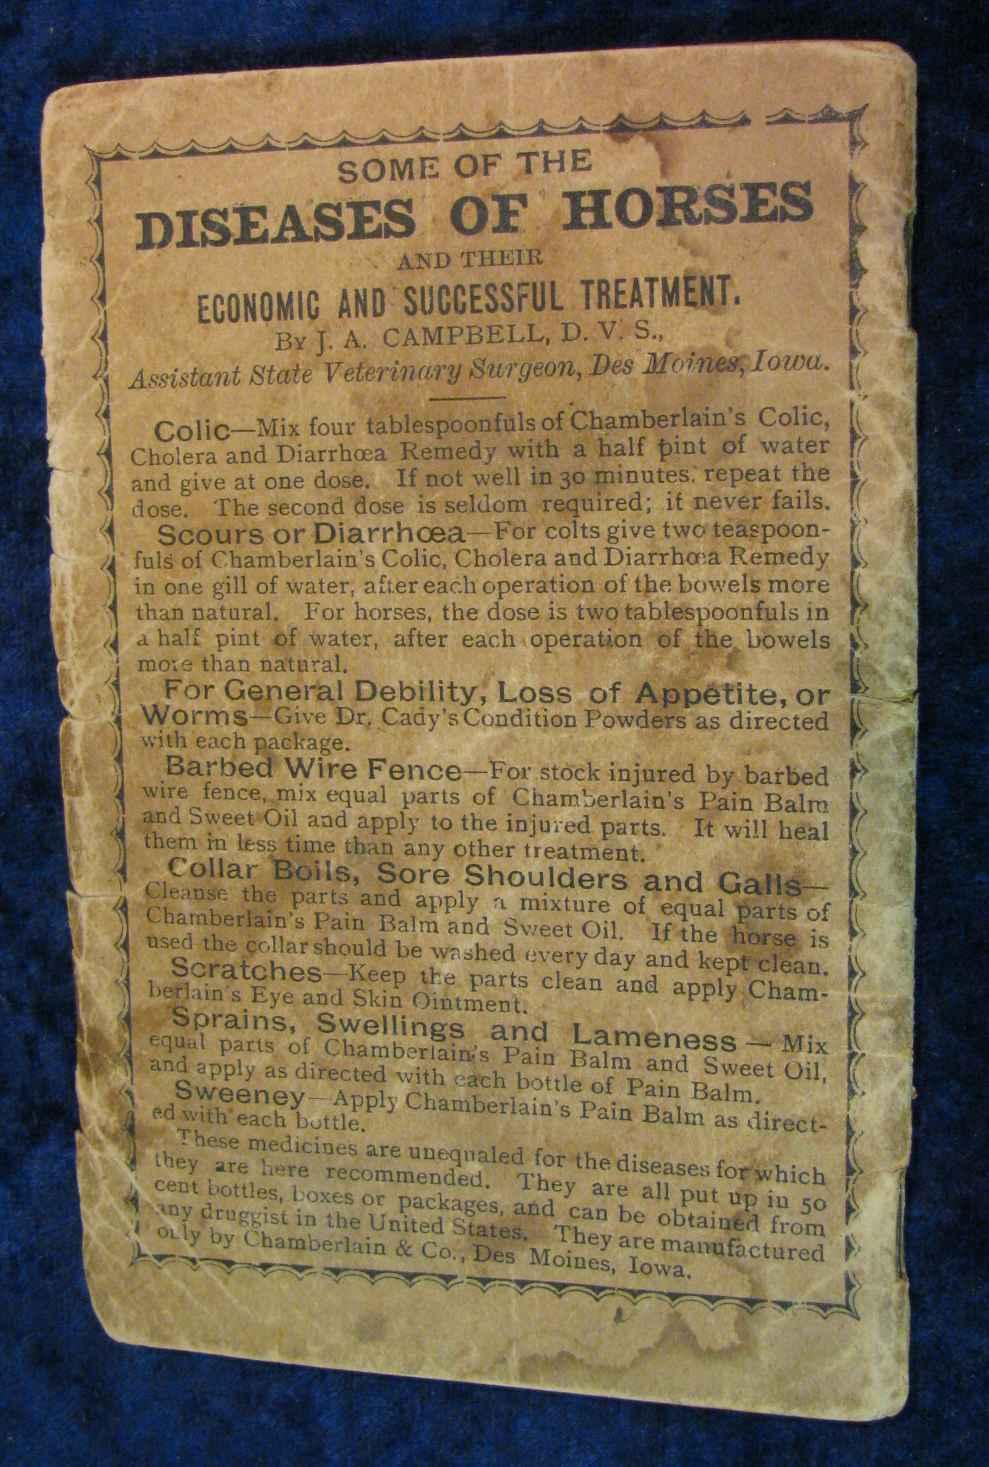 SOME OF THE
DISEASES OF HORSES
AND THEIR
ECONOMIC AND SUCCESSFUL TREATMENT.
By J. A. CAMPBELL, D. V. S.,
Assistant State Veterinary Surgeon, Des Moines, Iowa.
Colic—Mix four tablespoonfuls of Chamberlain's Colic,
Cholera and Diarrhœa Remedy with a half pint of water
and give at one dose. If not well in 30 minutes, repeat the
dose. The second dose is seldom required; it never fails.
Scours or Diarrhœa—For colts give two teaspoon-
fuls of Chamberlain's Colic, Cholera and Diarrhœa Remedy
in one gill of water, after each operation of the bowels more
than natural. For horses, the dose is two tablespoonfuls in
a half pint of water, after each operation of the bowels
more than natural.
For General Debility, Loss of Appetite, or
Worms—Give Dr. Cady's Condition Powders as directed
with each package.
Barbed Wire Fence—For stock injured by barbed
wire fence, mix equal parts of Chamberlain's Pain Balm
and Sweet Oil and apply to the injured parts. It will heal
them in less time than any other treatment.
Collar Boils, Sore Shoulders and Galls—
Cleanse the parts and apply a mixture of equal parts of
Chamberlain's Pain Balm and Sweet Oil. If the horse is
used the collar should be washed every day and kept clean.
Scratches—Keep the parts clean and apply Cham-
berlain's Eye and Skin Ointment.
Sprains, Swellings and Lameness—Mix
equal parts of Chamberlain's Pain Balm and Sweet Oil,
and apply as directed with each bottle of Pain Balm.
Sweeney—Apply Chamberlain's Pain Balm as direct-
ed with each bottle.
These medicines are unequaled for the diseases for which
they are here recommended. They are all put up in 50
cent bottles, boxes or packages, and can be obtained from
any druggist in the United States. They are manufactured
only by Chamberlain & Co., Des Moines, Iowa.